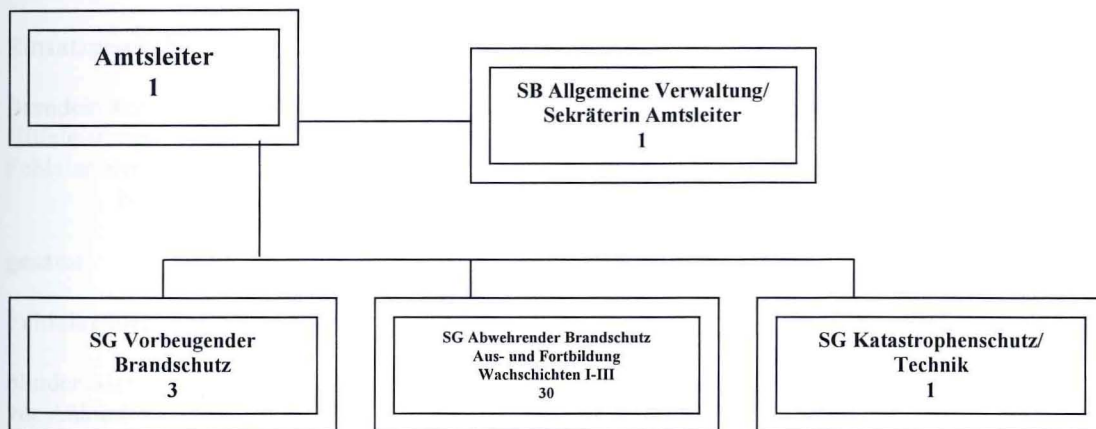 Amtsleiter
1
SB Allgemeine Verwaltung/
Sekräterin Amtsleiter
1
SG Vorbeugender
Brandschutz
3
SG Abwehrender Brandschutz
Aus- und Fortbildung
Wachschichten I-III
30
SG Katastrophenschutz/
Technik
1